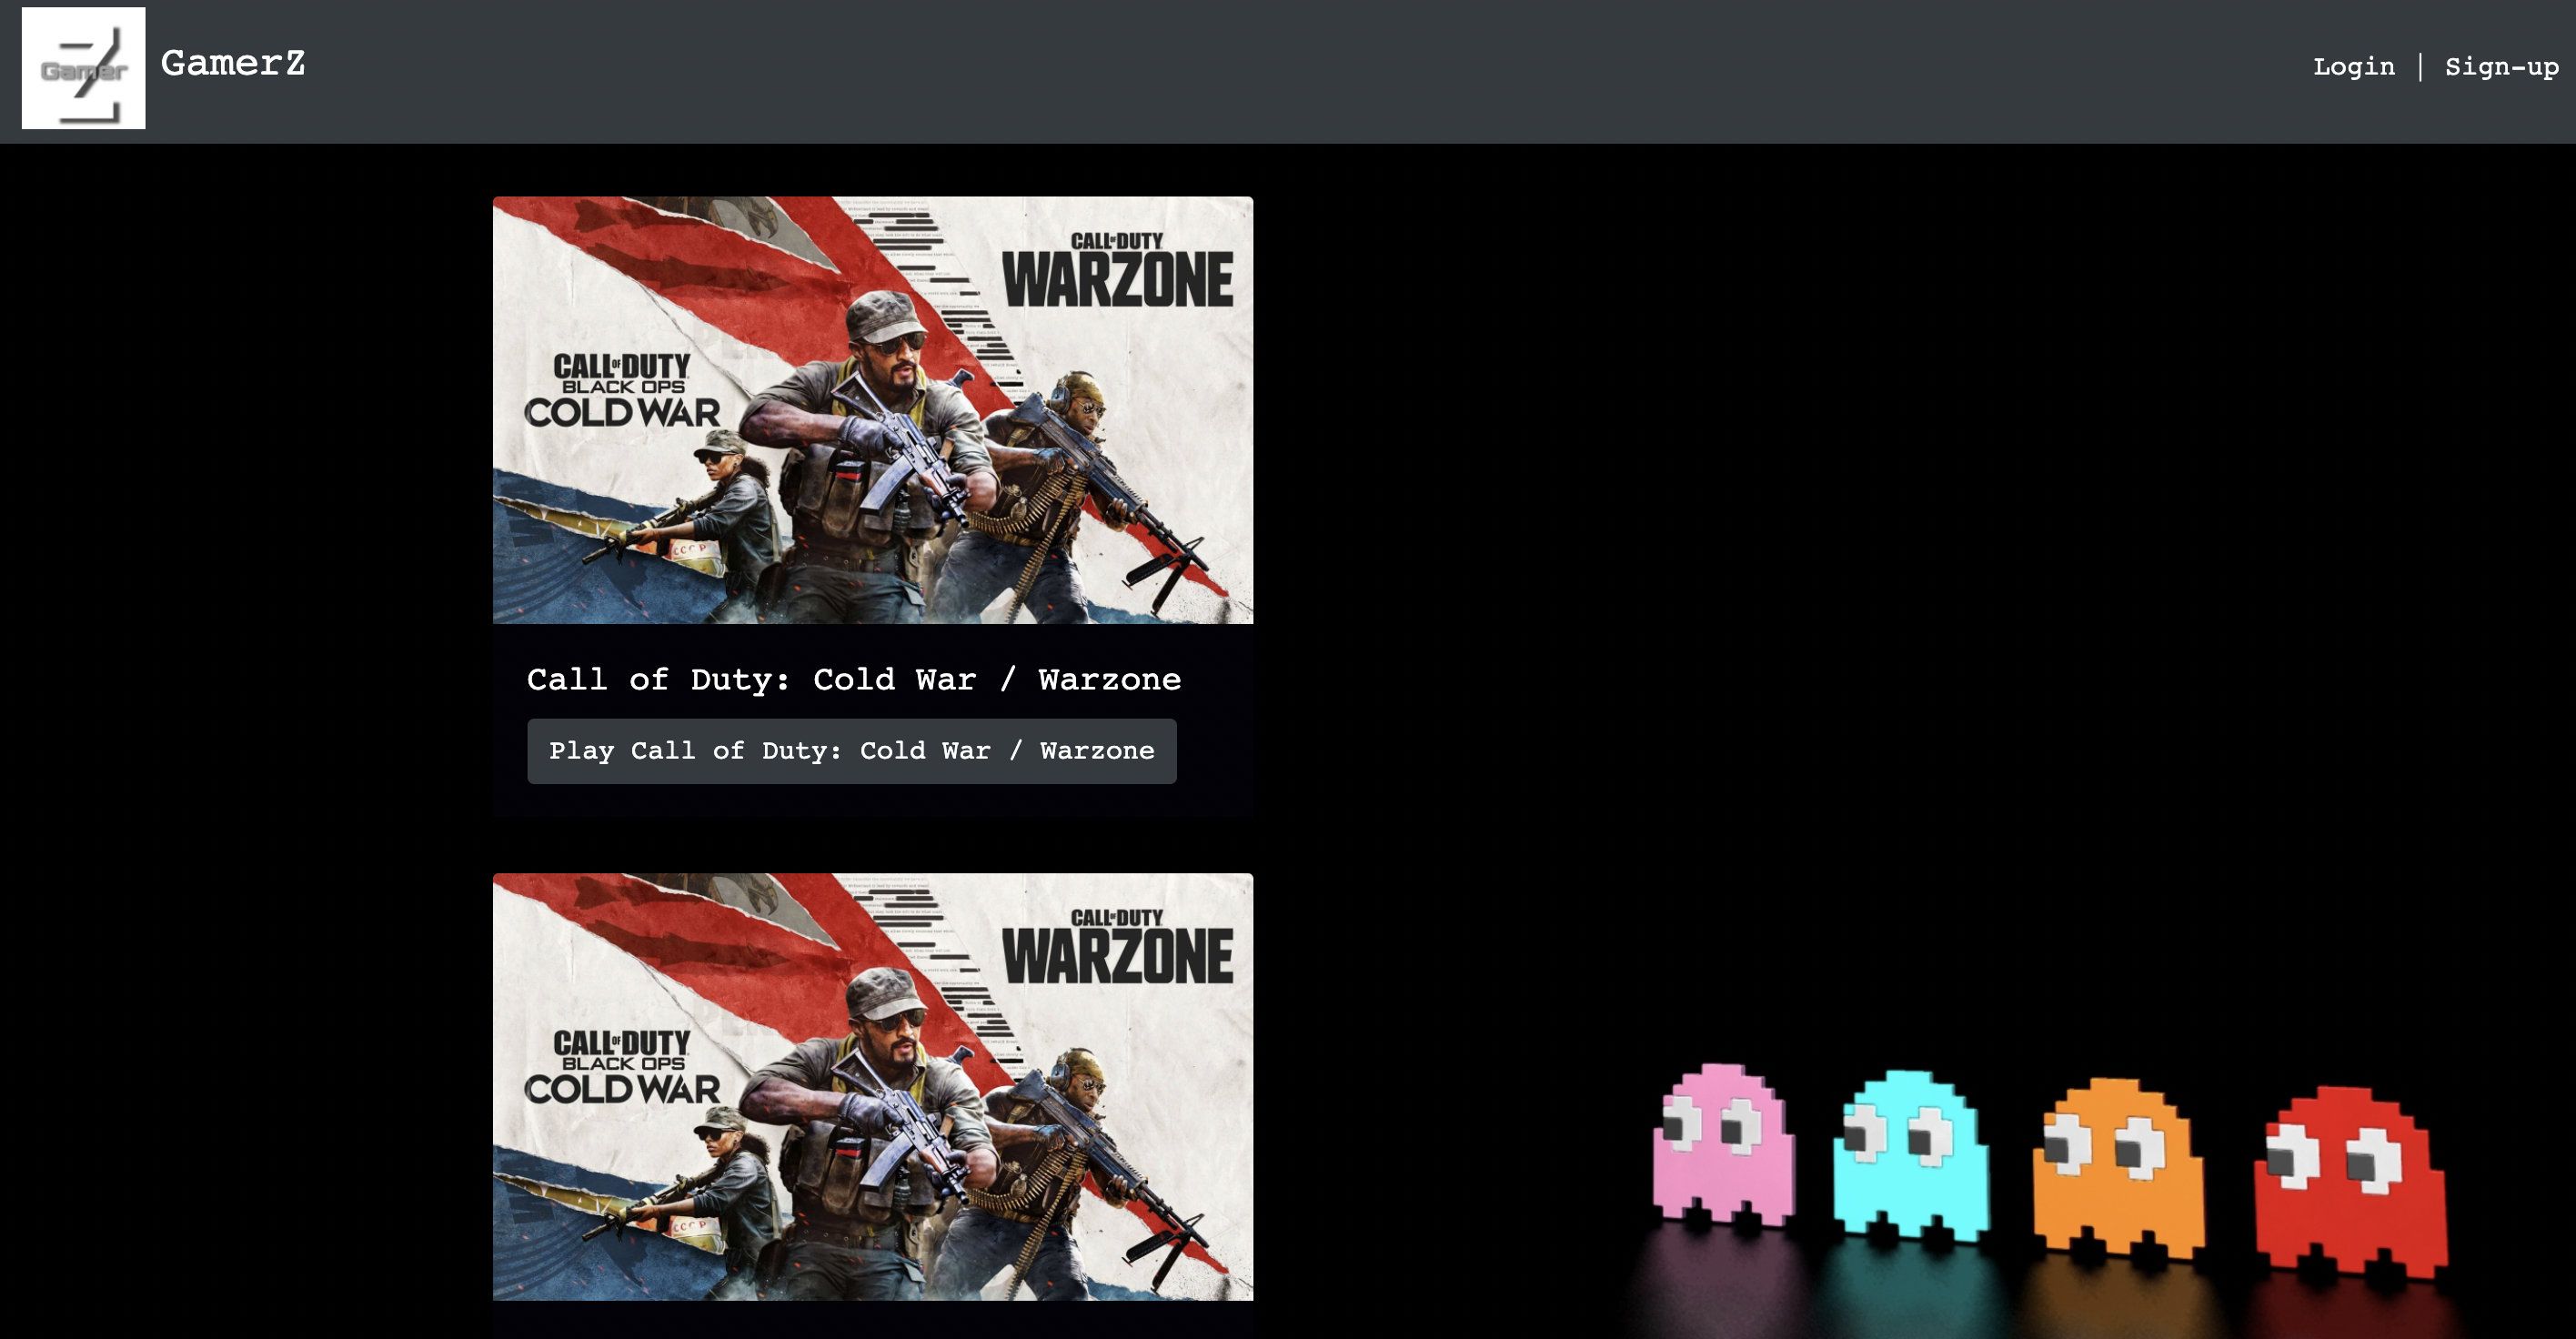 Gamer
Z
GamerZ
Login | Sign-up
CALL OF DUTY
WARZONE
CALL OF DUTY
BLACK OPS
COLD WAR
CCCP
Call of Duty: Cold War / Warzone
Play Call of Duty: Cold War / Warzone
CALL OF DUTY
WARZONE
CALL OF DUTY
BLACK OPS
COLD WAR
CCCP